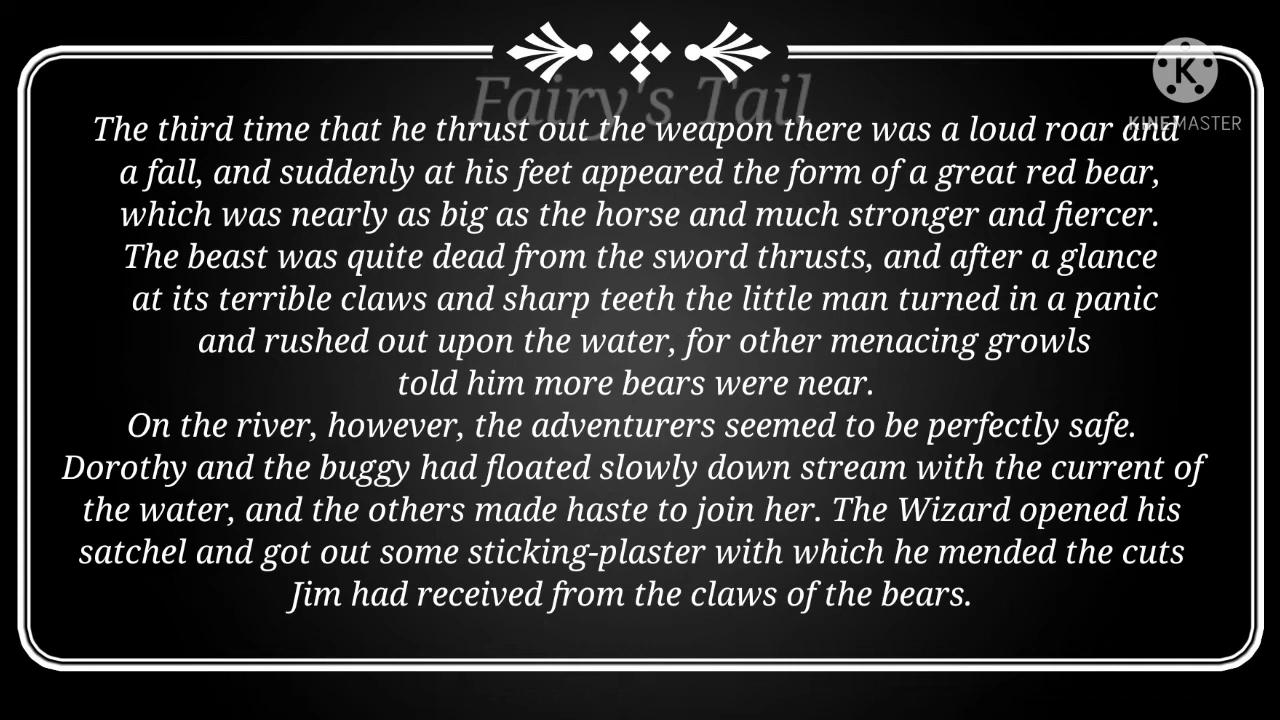 Fairy's Tail
The third time that he thrust out the weapon there was a loud roar and
a fall, and suddenly at his feet appeared the form of a great red bear,
which was nearly as big as the horse and much stronger and fiercer.
The beast was quite dead from the sword thrusts, and after a glance
at its terrible claws and sharp teeth the little man turned in a panic
and rushed out upon the water, for other menacing growls
told him more bears were near.
On the river, however, the adventurers seemed to be perfectly safe.
Dorothy and the buggy had floated slowly down stream with the current of
the water, and the others made haste to join her. The Wizard opened his
satchel and got out some sticking-plaster with which he mended the cuts
Jim had received from the claws of the bears.
K
KINEMASTER